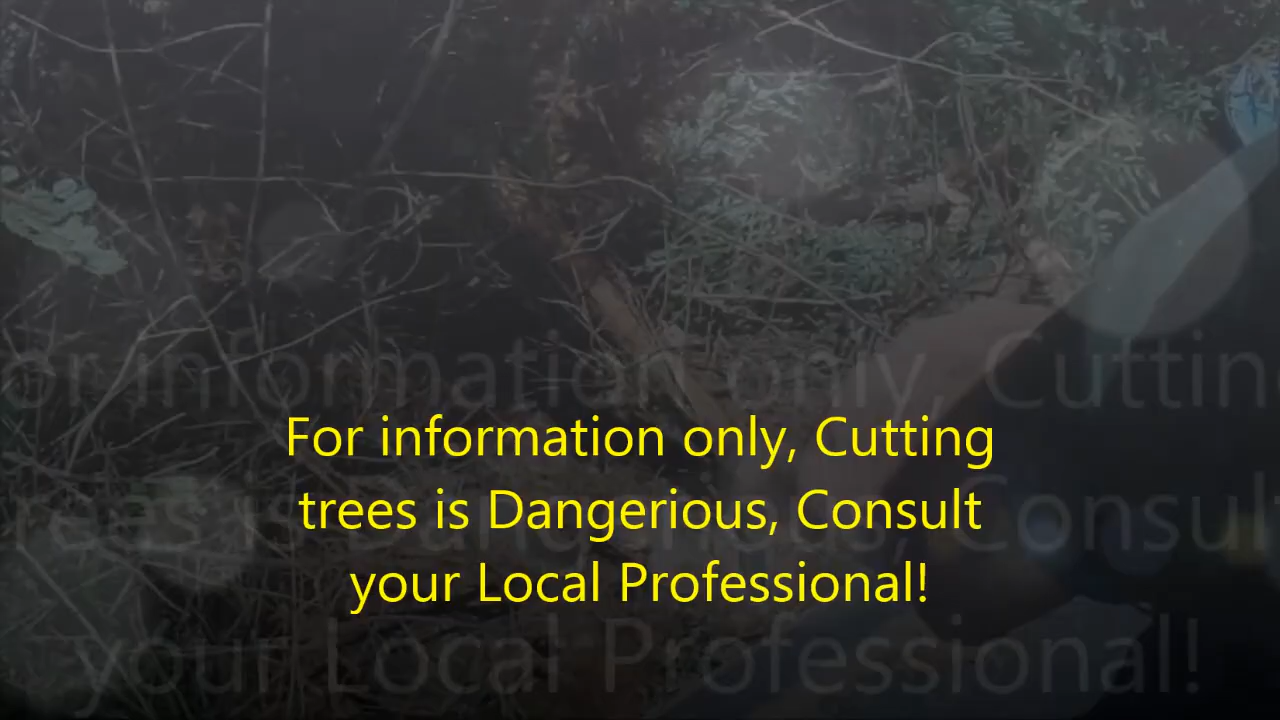 For information only, Cutting
trees is Dangerious, Consult
your Local Professional!